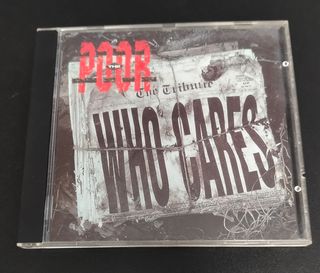 THE
POOR
The Tribune
WHO CARES